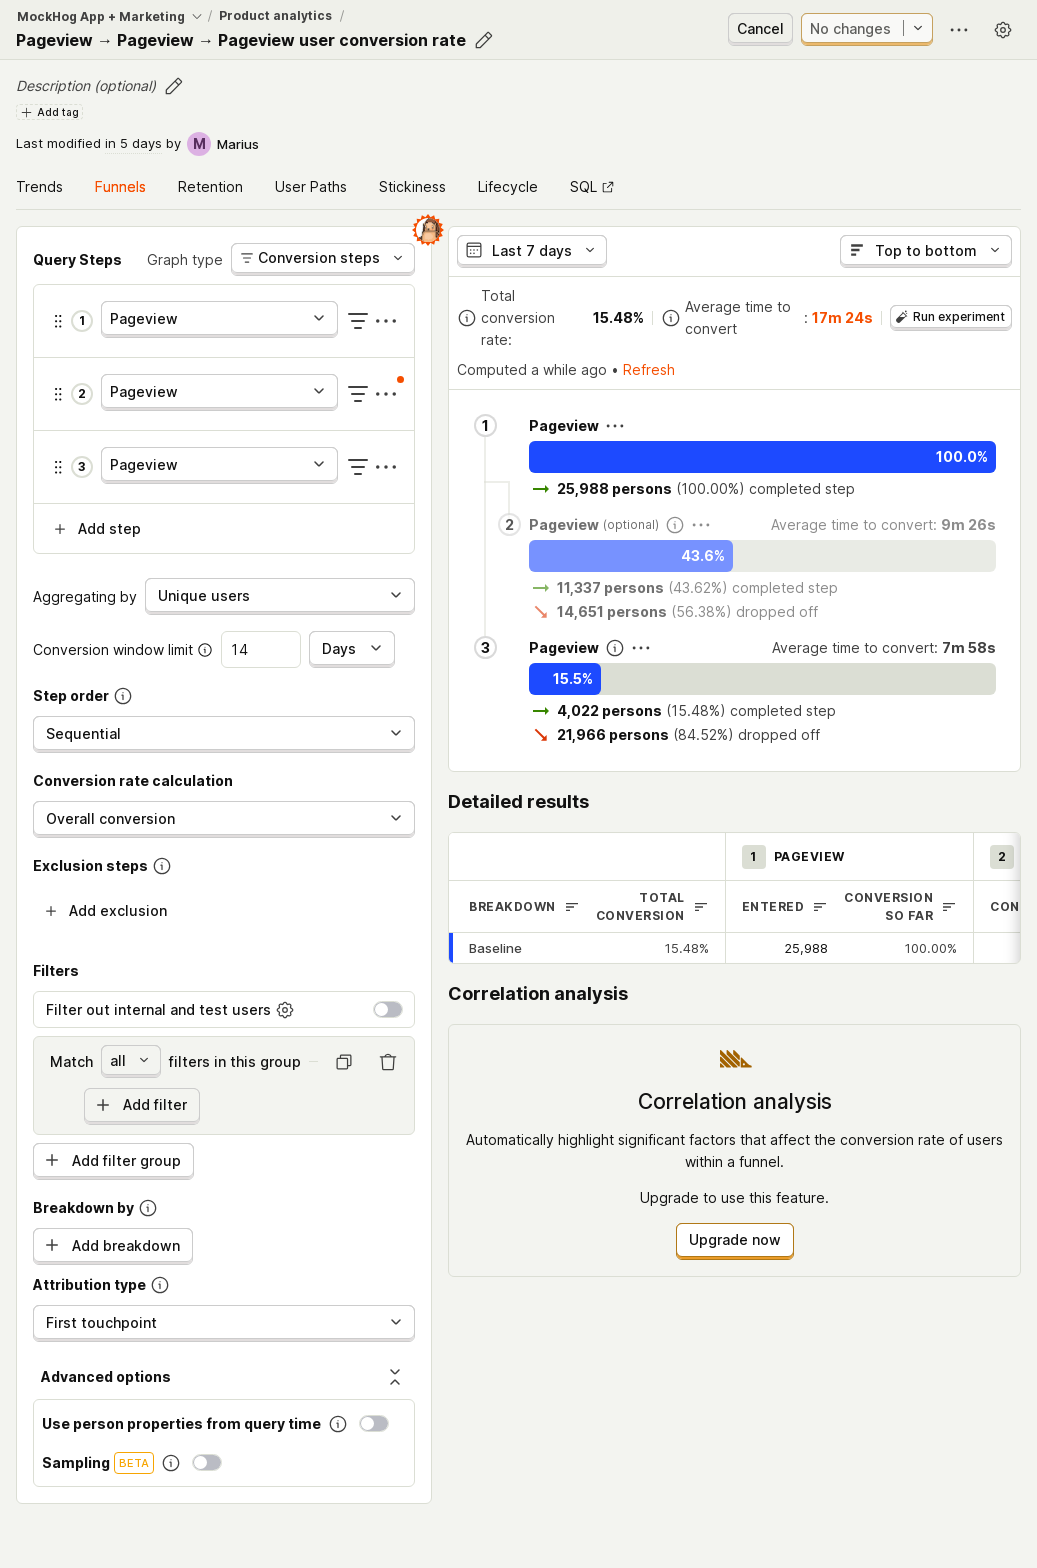 MockHog App + Marketing / Product analytics /
Pageview → Pageview → Pageview user conversion rate
Cancel
No changes
Description (optional)
+ Add tag
Last modified in 5 days by M Marius
Trends Funnels Retention User Paths Stickiness Lifecycle SQL
Query Steps Graph type Conversion steps
1 Pageview
2 Pageview
3 Pageview
+ Add step
Aggregating by Unique users
Conversion window limit 14 Days
Step order
Sequential
Conversion rate calculation
Overall conversion
Exclusion steps
+ Add exclusion
Filters
Filter out internal and test users
Match all filters in this group
+ Add filter
+ Add filter group
Breakdown by
+ Add breakdown
Attribution type
First touchpoint
Advanced options
Use person properties from query time
Sampling BETA
Last 7 days Top to bottom
Total conversion rate: 15.48% Average time to convert : 17m 24s Run experiment
Computed a while ago • Refresh
1 Pageview
100.0%
25,988 persons (100.00%) completed step
2 Pageview (optional) Average time to convert: 9m 26s
43.6%
11,337 persons (43.62%) completed step
14,651 persons (56.38%) dropped off
3 Pageview Average time to convert: 7m 58s
15.5%
4,022 persons (15.48%) completed step
21,966 persons (84.52%) dropped off
Detailed results
1 PAGEVIEW 2
BREAKDOWN TOTAL CONVERSION ENTERED CONVERSION SO FAR CON
Baseline 15.48% 25,988 100.00%
Correlation analysis
Correlation analysis
Automatically highlight significant factors that affect the conversion rate of users
within a funnel.
Upgrade to use this feature.
Upgrade now